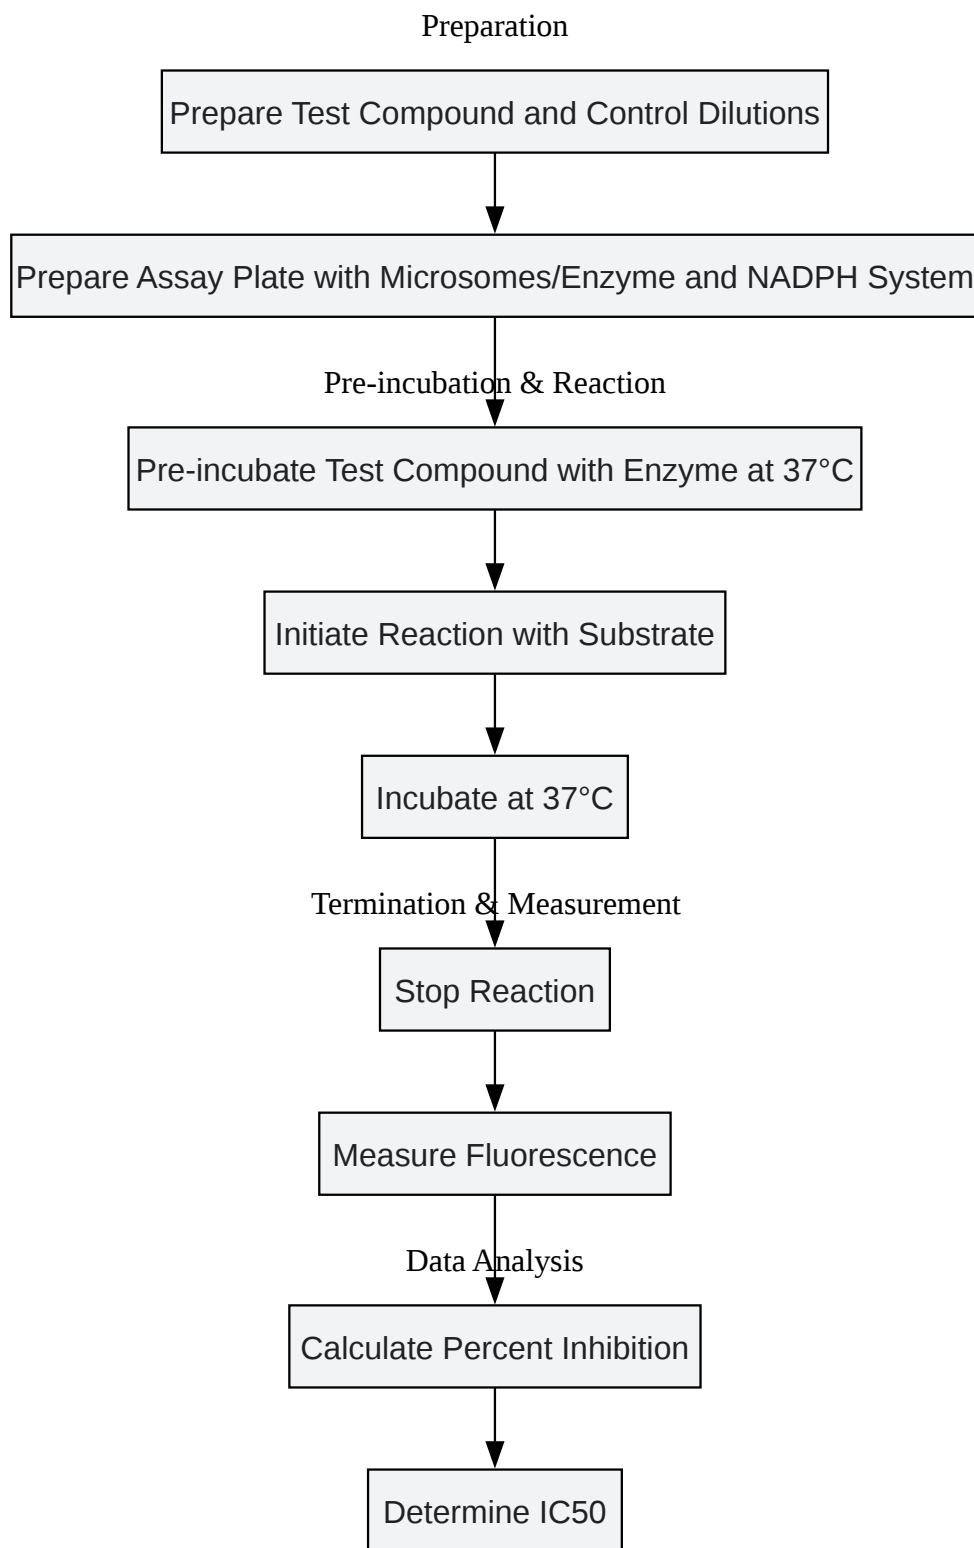 Preparation
Prepare Test Compound and Control Dilutions
Prepare Assay Plate with Microsomes/Enzyme and NADPH System
Pre-incubation & Reaction
Pre-incubate Test Compound with Enzyme at 37°C
Initiate Reaction with Substrate
Incubate at 37°C
Termination & Measurement
Stop Reaction
Measure Fluorescence
Data Analysis
Calculate Percent Inhibition
Determine IC50